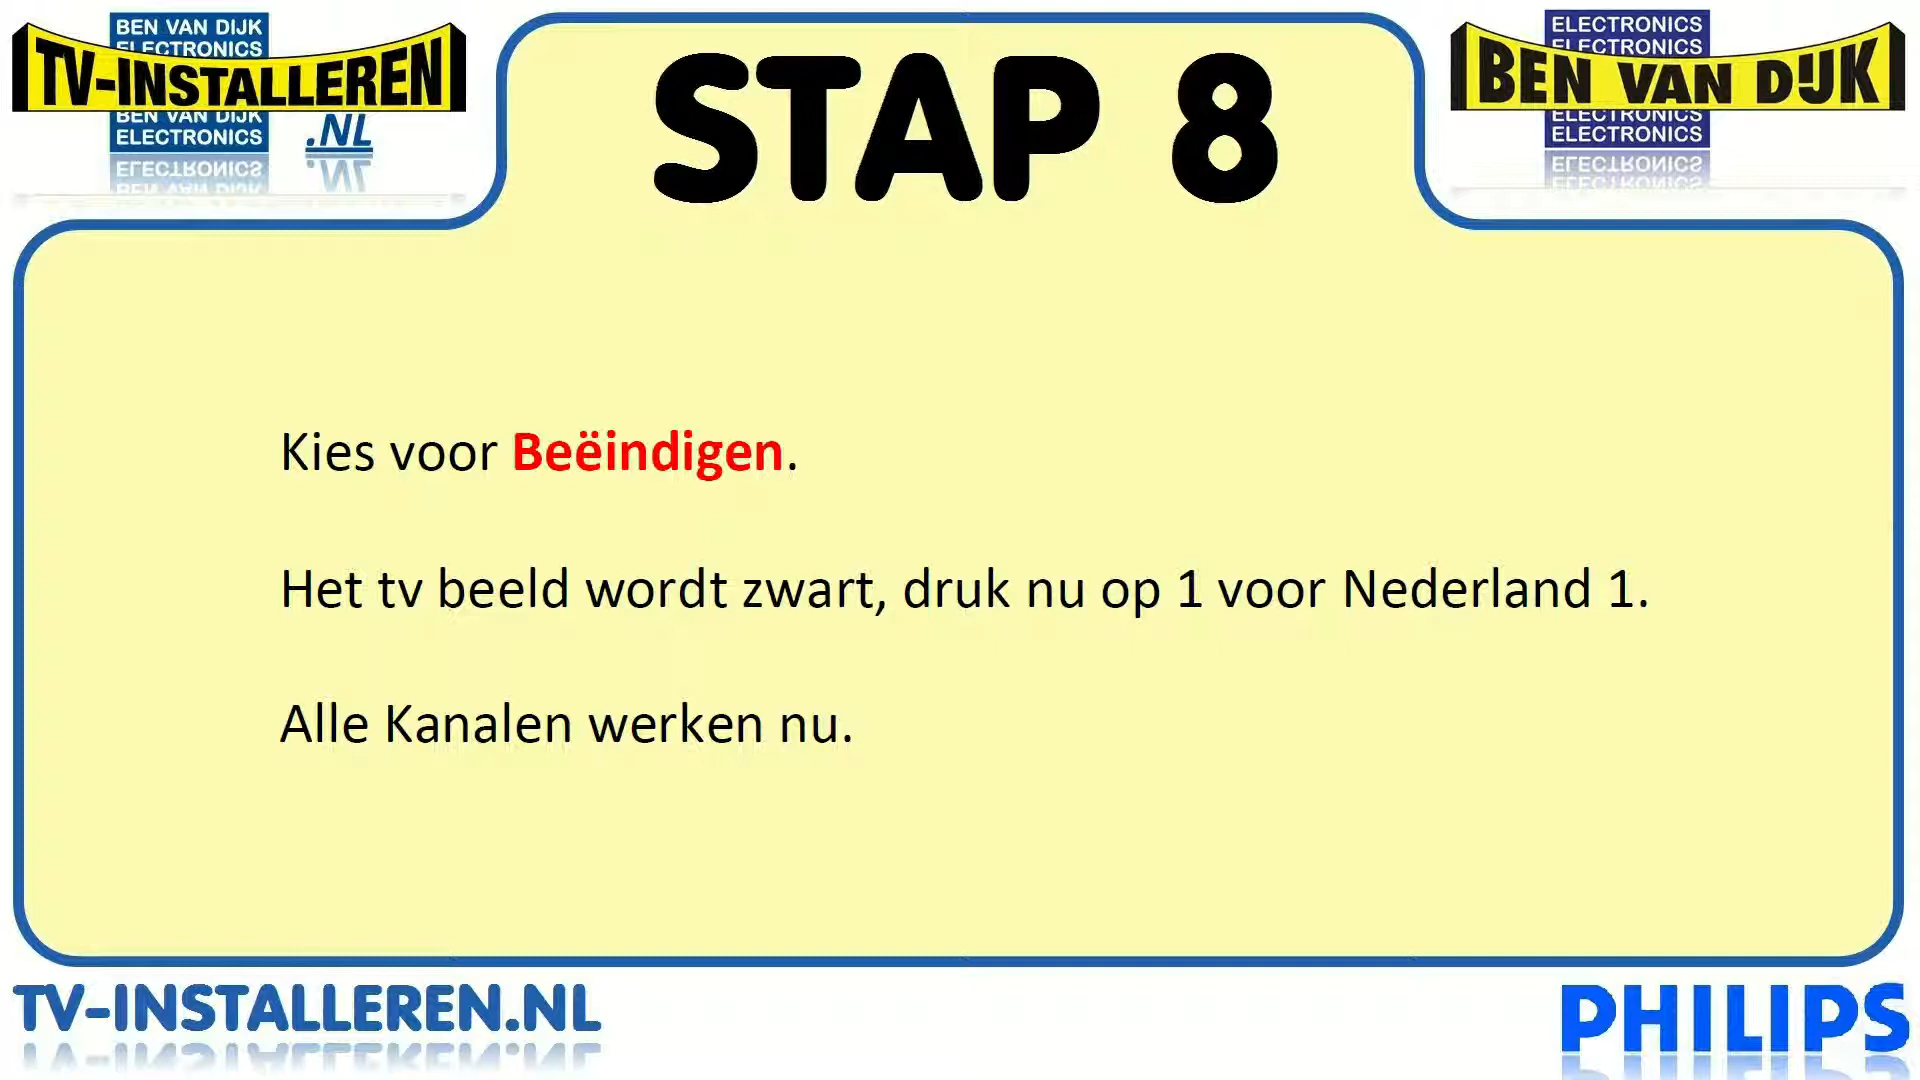 BEN VAN DIJK
ELECTRONICS
TV-INSTALLEREN
BEN VAN DIJK
ELECTRONICS
.NL
STAP 8
ELECTRONICS
ELECTRONICS
BEN VAN DIJK
ELECTRONICS
ELECTRONICS
Kies voor Beëindigen.
Het tv beeld wordt zwart, druk nu op 1 voor Nederland 1.
Alle Kanalen werken nu.
TV-INSTALLEREN.NL
PHILIPS